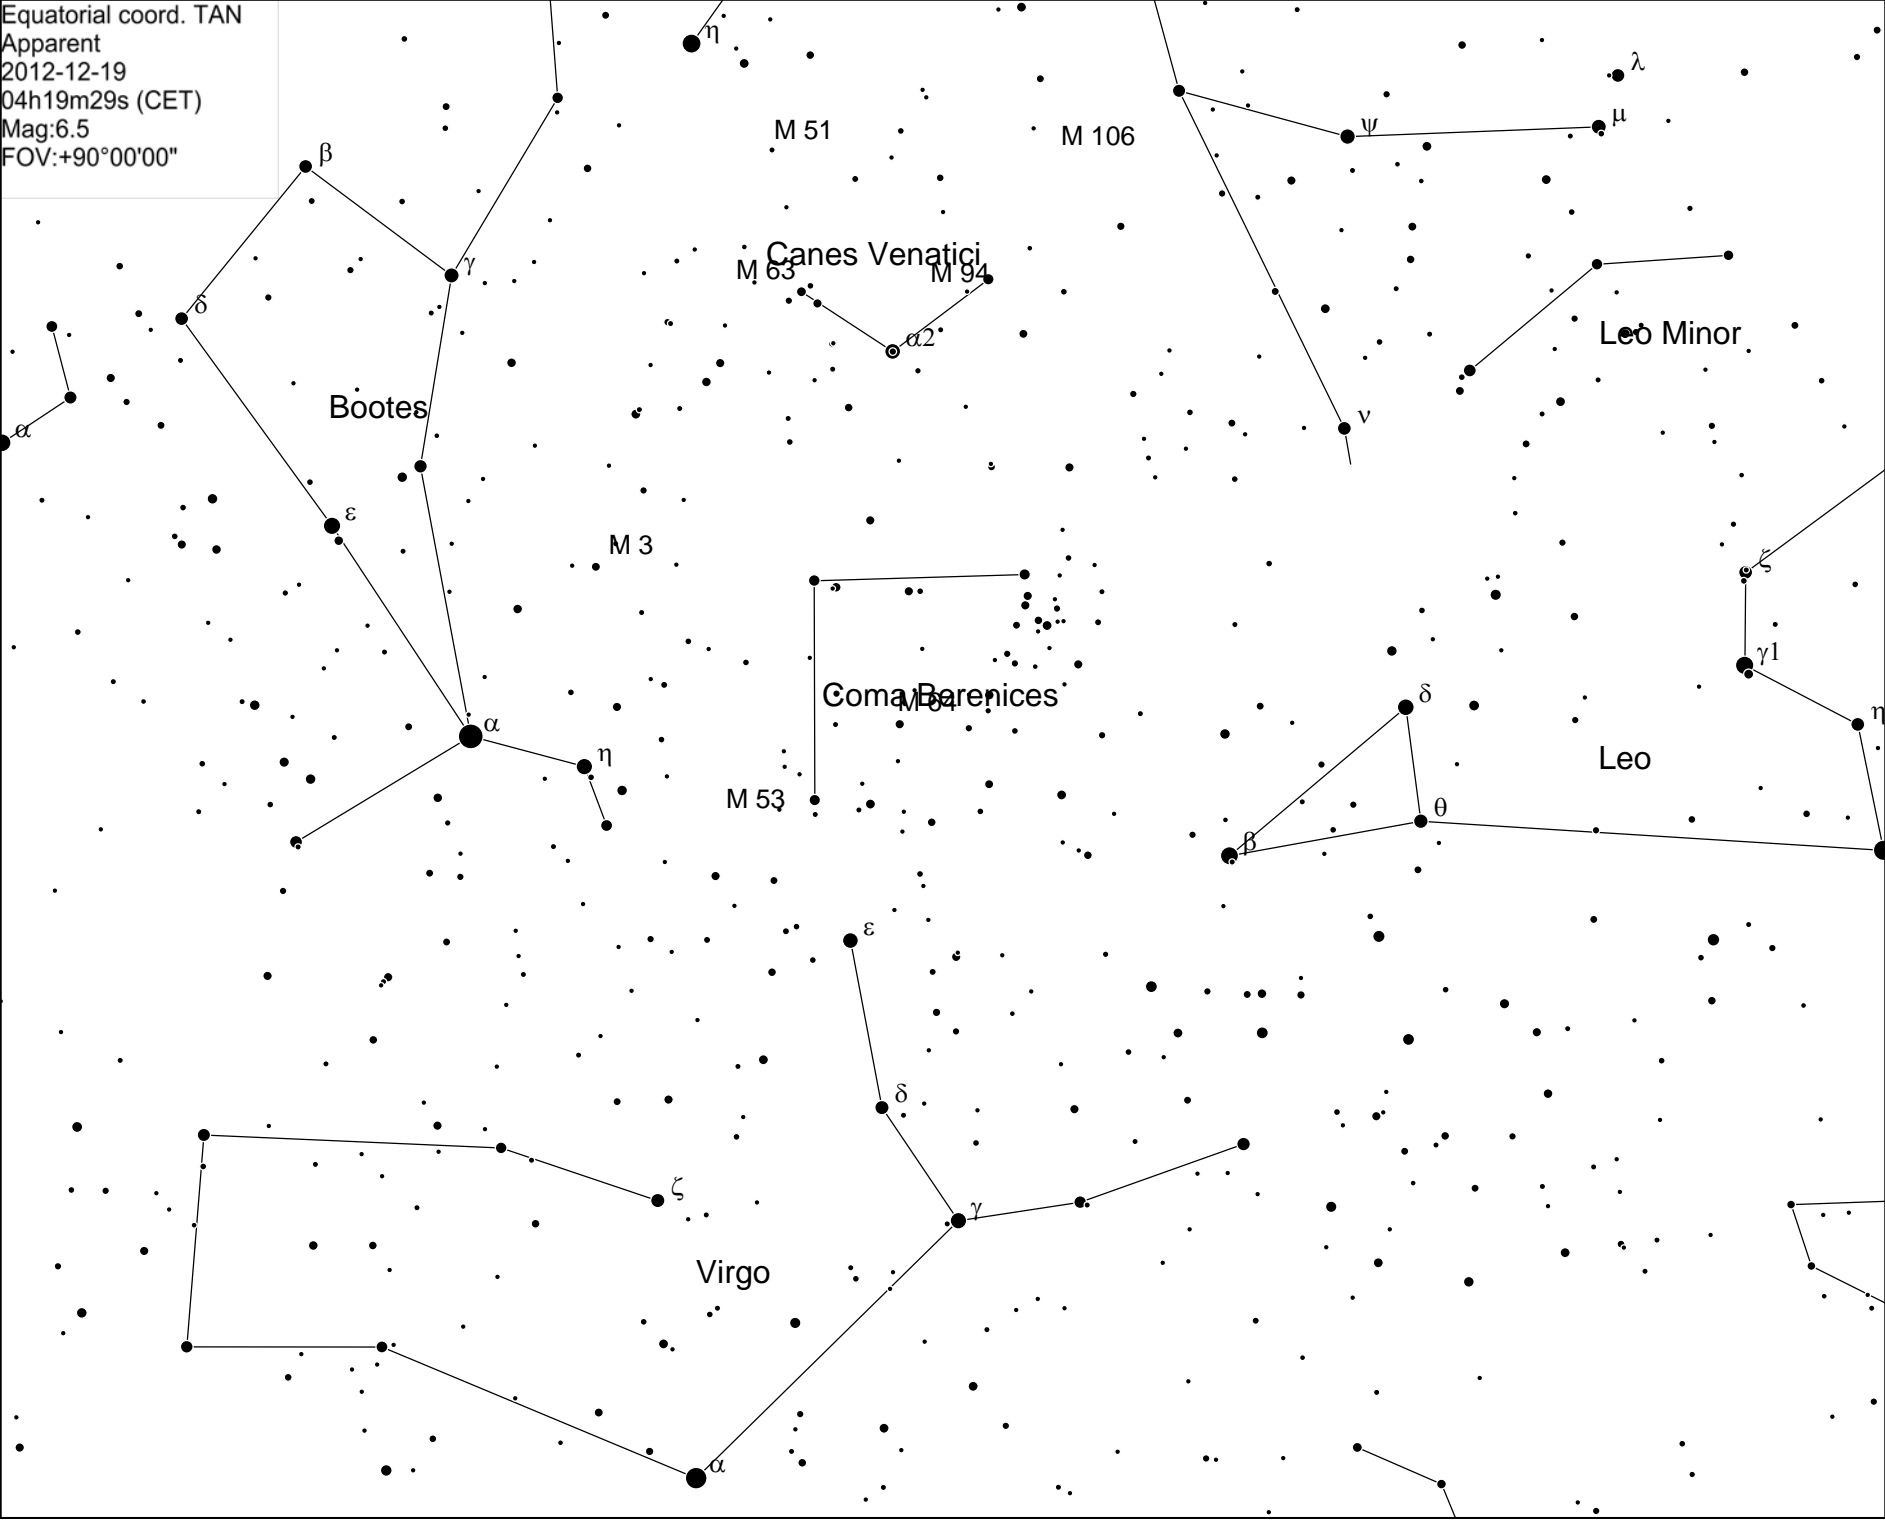 Equatorial coord. TAN
Apparent
2012-12-19
04h19m29s (CET)
Mag:6.5
FOV:+90°00'00"
η
λ
μ
M 51
M 106
ψ
β
Canes Venatici
M 63
M 94
γ
δ
α2
Leo Minor
Bootes
ν
α
ε
M 3
ζ
γ1
Coma Berenices
M 64
δ
η
α
η
Leo
M 53
θ
β
ε
δ
ζ
γ
Virgo
α